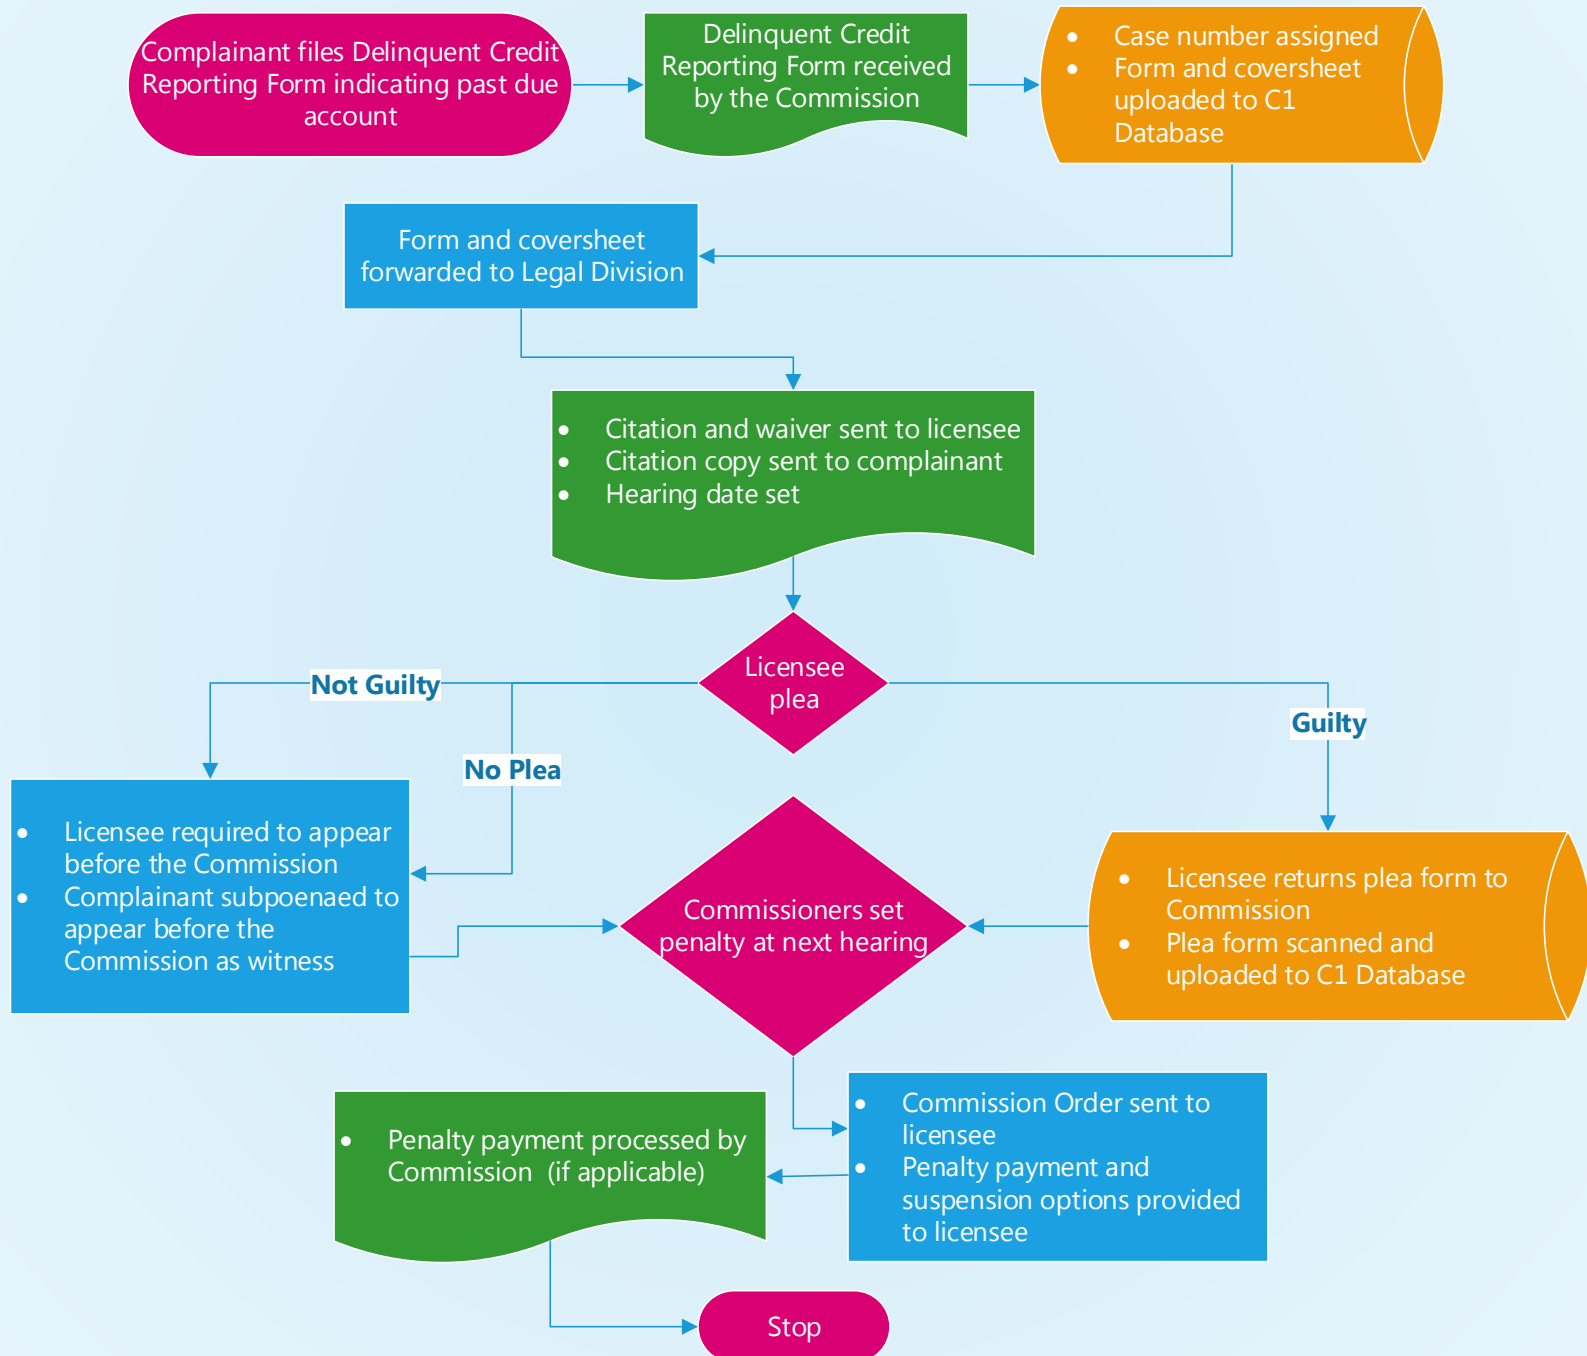 Complainant files Delinquent Credit
Reporting Form indicating past due
account
Delinquent Credit
Reporting Form received
by the Commission
• Case number assigned
• Form and coversheet
uploaded to C1
Database
Form and coversheet
forwarded to Legal Division
• Citation and waiver sent to licensee
• Citation copy sent to complainant
• Hearing date set
Licensee
plea
Not Guilty
No Plea
Guilty
• Licensee required to appear
before the Commission
• Complainant subpoenaed to
appear before the
Commission as witness
Commissioners set
penalty at next hearing
• Licensee returns plea form to
Commission
• Plea form scanned and
uploaded to C1 Database
• Commission Order sent to
licensee
• Penalty payment and
suspension options provided
to licensee
• Penalty payment processed by
Commission (if applicable)
Stop